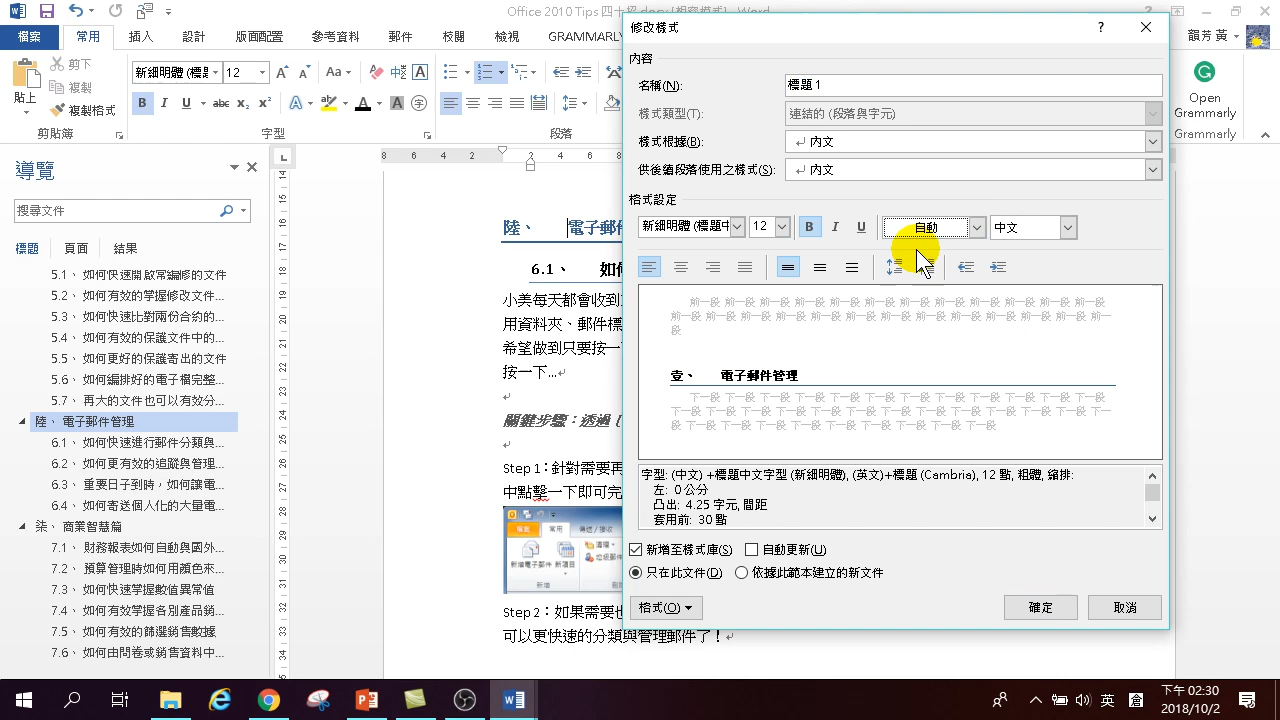 Office 2010 Tips 四十招.docx [相容模式] - Word
檔案 常用 插入 設計 版面配置 參考資料 郵件 校閱 檢視 GRAMMARLY
韻芳 黃
貼上
剪下
複製
複製格式
剪貼簿
新細明體 (標題
12
字型
段落
Open
Grammarly
Grammarly
導覽
搜尋文件
標題 頁面 結果
5.1、 如何快速開啟常編修的文件
5.2、 如何有效的掌握修改文件...
5.3、 如何快速比對兩份合約的...
5.4、 如何有效的保護文件中的...
5.5、 如何更好的保護寄出的文件
5.6、 如何編排好的電子檔完整...
5.7、 再大的文件也可以有效分...
陸、 電子郵件管理
6.1、 如何快速進行郵件分類與...
6.2、 如何更有效的追蹤與管理...
6.3、 重要日子到時，如何讓電...
6.4、 如何寄送個人化的大量電...
柒、 商業智慧篇
7.1、 財務報表如何自動與國外...
7.2、 預算管理時如何用顏色來...
7.3、 如何快速掌握數值異常值
7.4、 如何有效掌握各別產品銷...
7.5、 如何有效的篩選銷售數據
7.6、 如何由問卷或銷售資料中...
8 6 4 2 2 4 6 8
陸、 電子郵件
6.1、 如何
小美每天都會收到
用資料夾、郵件標
希望做到只要按一
按一下...
關鍵步驟：透過
Step 1：針對需要再
中點擊一下即可完
檔案 常用 傳送 / 接收
新增電子郵件 新增項目
新增
Step 2：如果需要也
可以更快速的分類與管理郵件了！
修改樣式
內容
名稱(N): 標題 1
樣式類型(T): 連結的 (段落與字元)
樣式根據(B): 內文
供後續段落使用之樣式(S): 內文
格式設定
新細明體 (標題中 12 B I U 自動 中文
前一段 前一段 前一段 前一段 前一段 前一段 前一段 前一段 前一段 前一段 前一段 前一段 前一段
前一段 前一段 前一段 前一段 前一段 前一段 前一段 前一段 前一段 前一段 前一段 前一段 前一
段
壹、 電子郵件管理
下一段 下一段 下一段 下一段 下一段 下一段 下一段 下一段 下一段 下一段 下一段 下一段 下一段
下一段 下一段 下一段 下一段 下一段 下一段 下一段 下一段 下一段 下一段 下一段 下一段 下一
段 下一段 下一段 下一段 下一段 下一段 下一段 下一段 下一段 下一段
字型: (中文) +標題中文字型 (新細明體), (英文)+標題 (Cambria), 12 點, 粗體, 縮排:
左: 0 公分
凸出: 4.25 字元, 間距
套用前: 30 點
新增至樣式庫(S) 自動更新(U)
只在此文件(D) 依據此範本建立的新文件
格式(O) 確定 取消
英
下午 02:30
2018/10/2